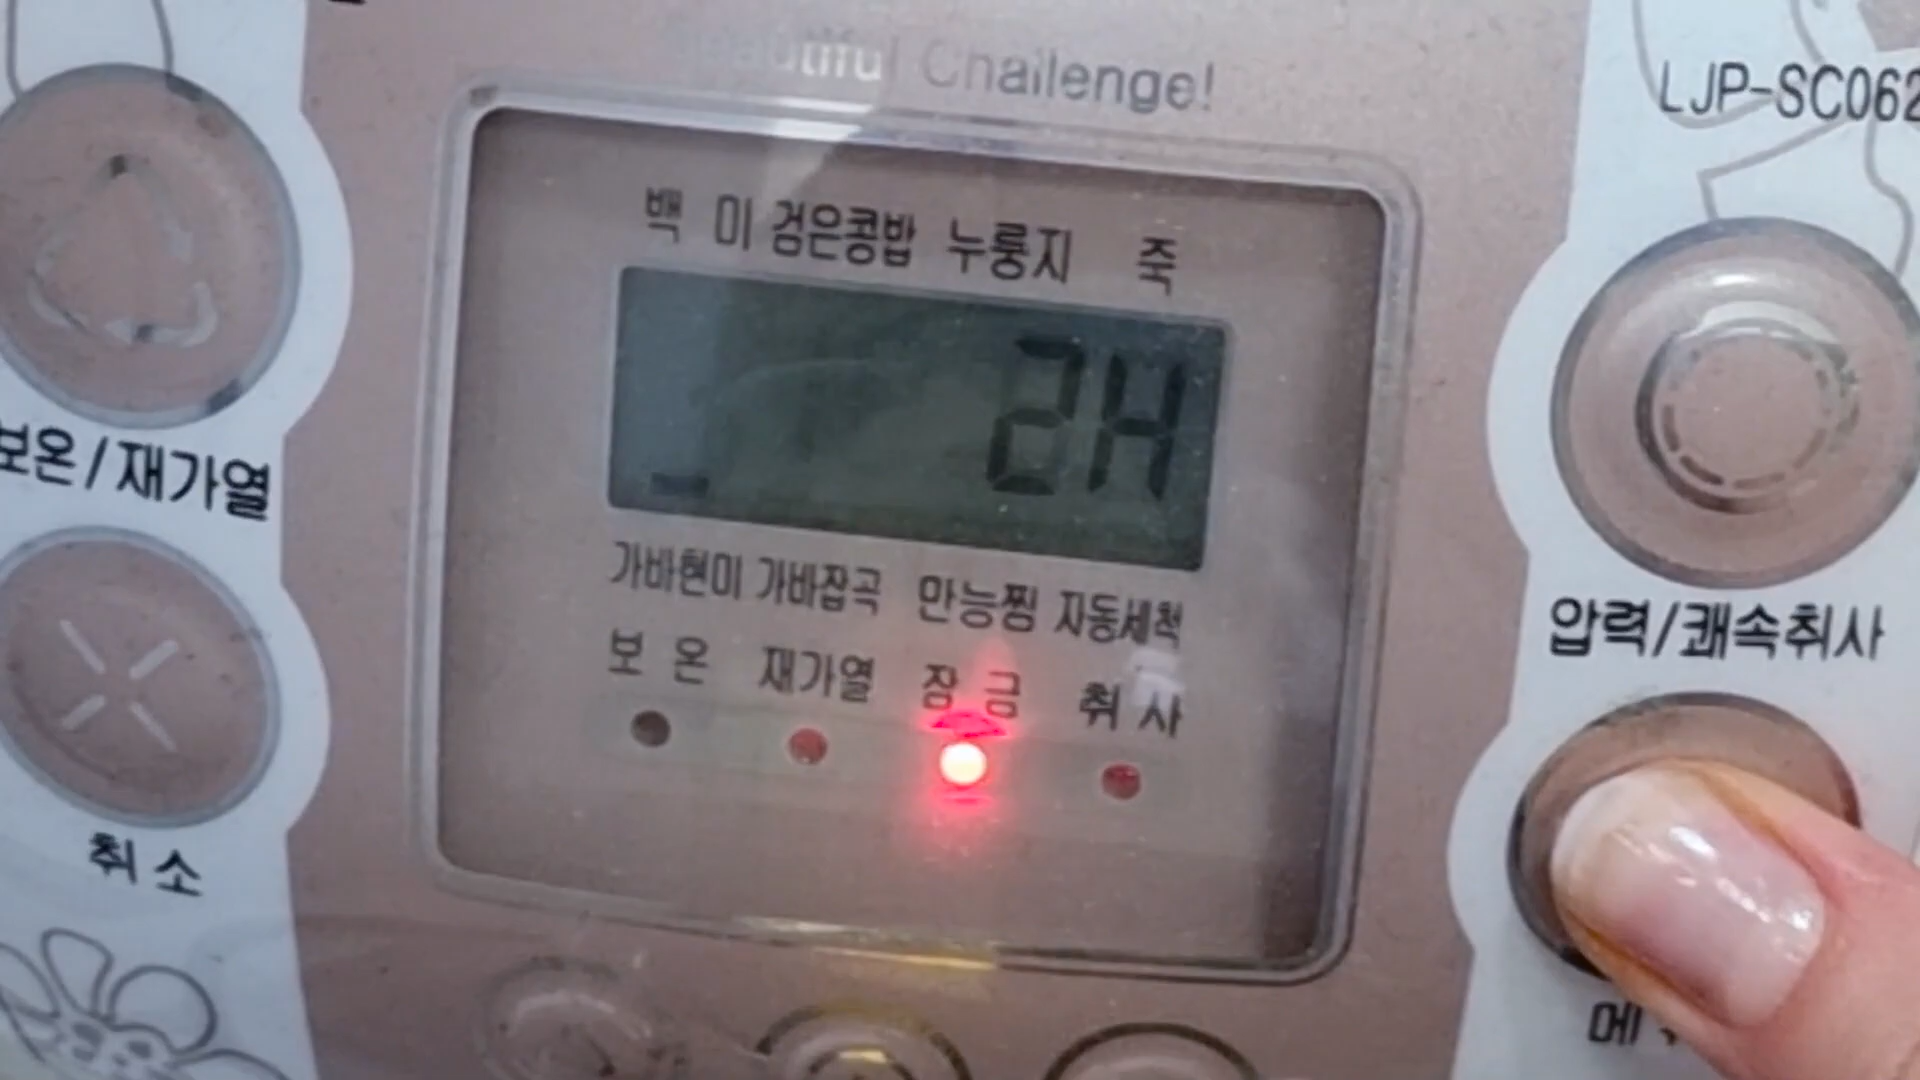 Beautiful Challenge!
LJP-SC062
백 미 검은콩밥 누룽지 죽
2H
보온/재가열
가바현미 가바잡곡 만능찜 자동세척
보 온 재가열 잠 금 취 사
압력/쾌속취사
취 소